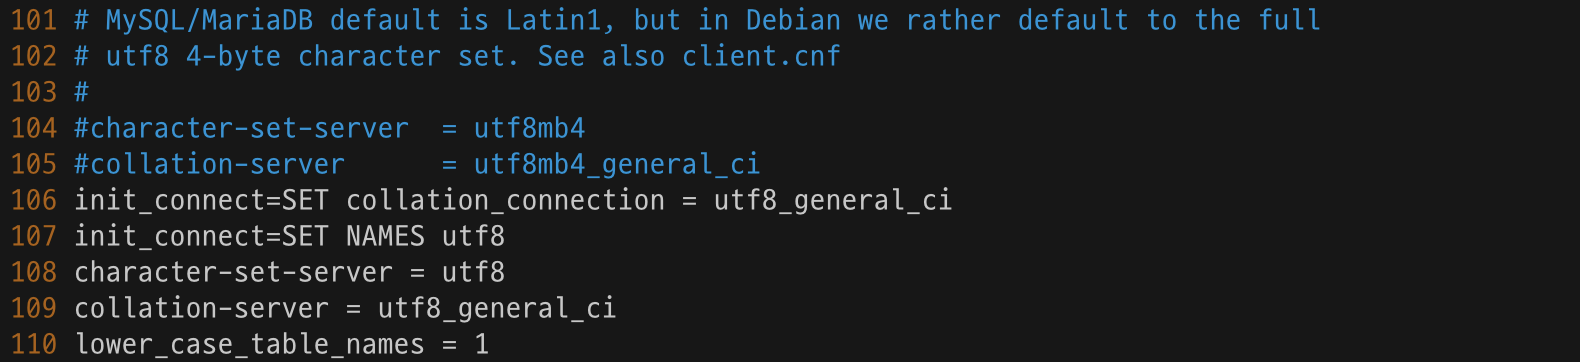 101 # MySQL/MariaDB default is Latin1, but in Debian we rather default to the full
102 # utf8 4-byte character set. See also client.cnf
103 #
104 #character-set-server  = utf8mb4
105 #collation-server      = utf8mb4_general_ci
106 init_connect=SET collation_connection = utf8_general_ci
107 init_connect=SET NAMES utf8
108 character-set-server = utf8
109 collation-server = utf8_general_ci
110 lower_case_table_names = 1